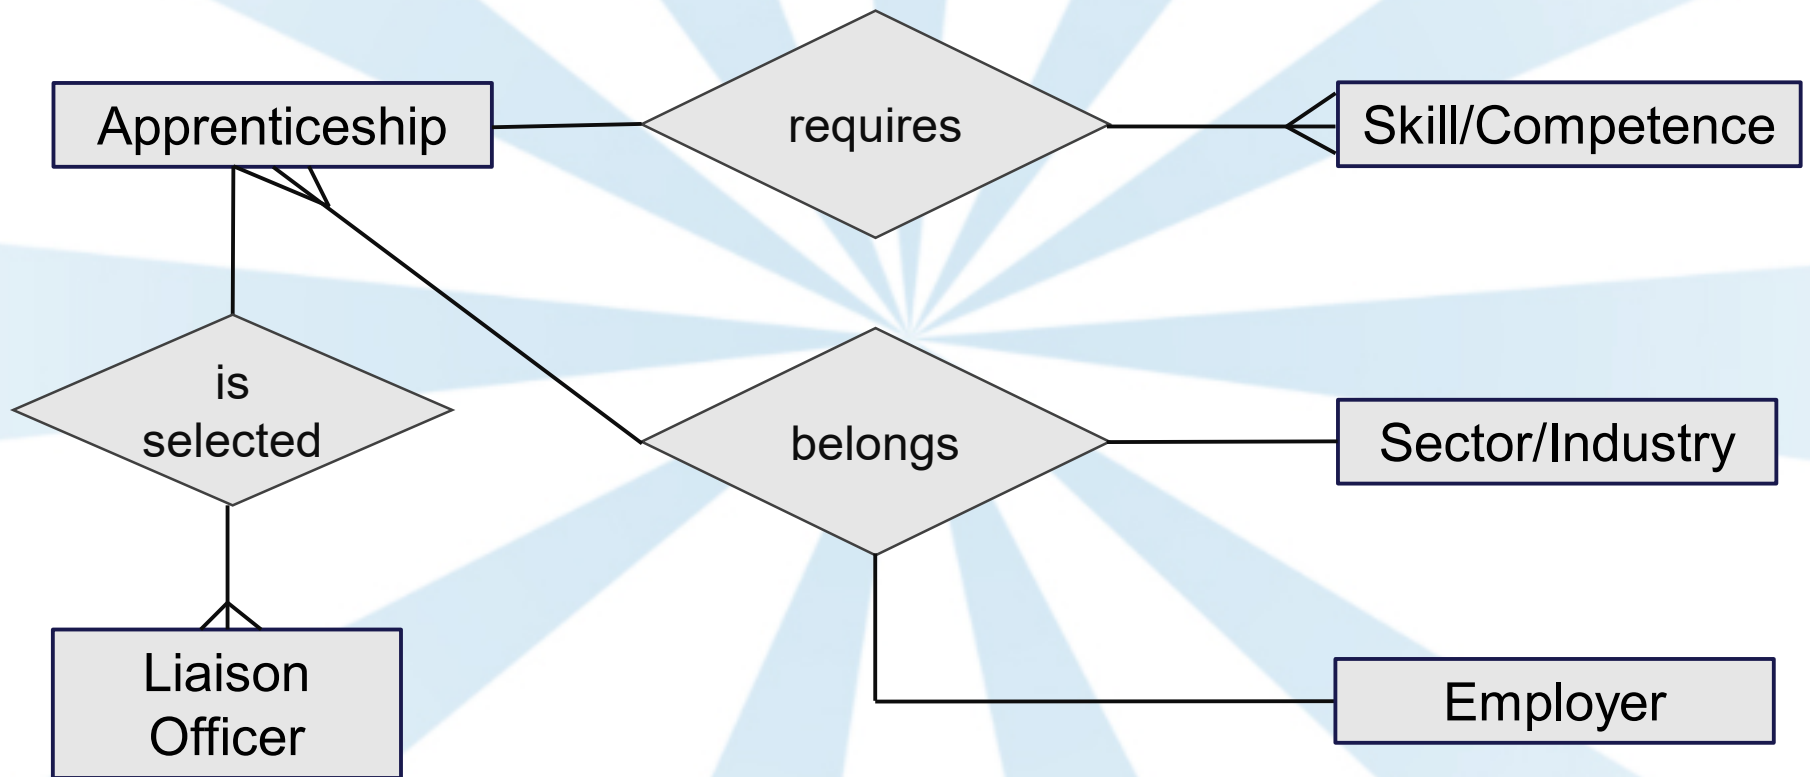 Apprenticeship
requires
Skill/Competence
is
selected
belongs
Sector/Industry
Liaison
Officer
Employer